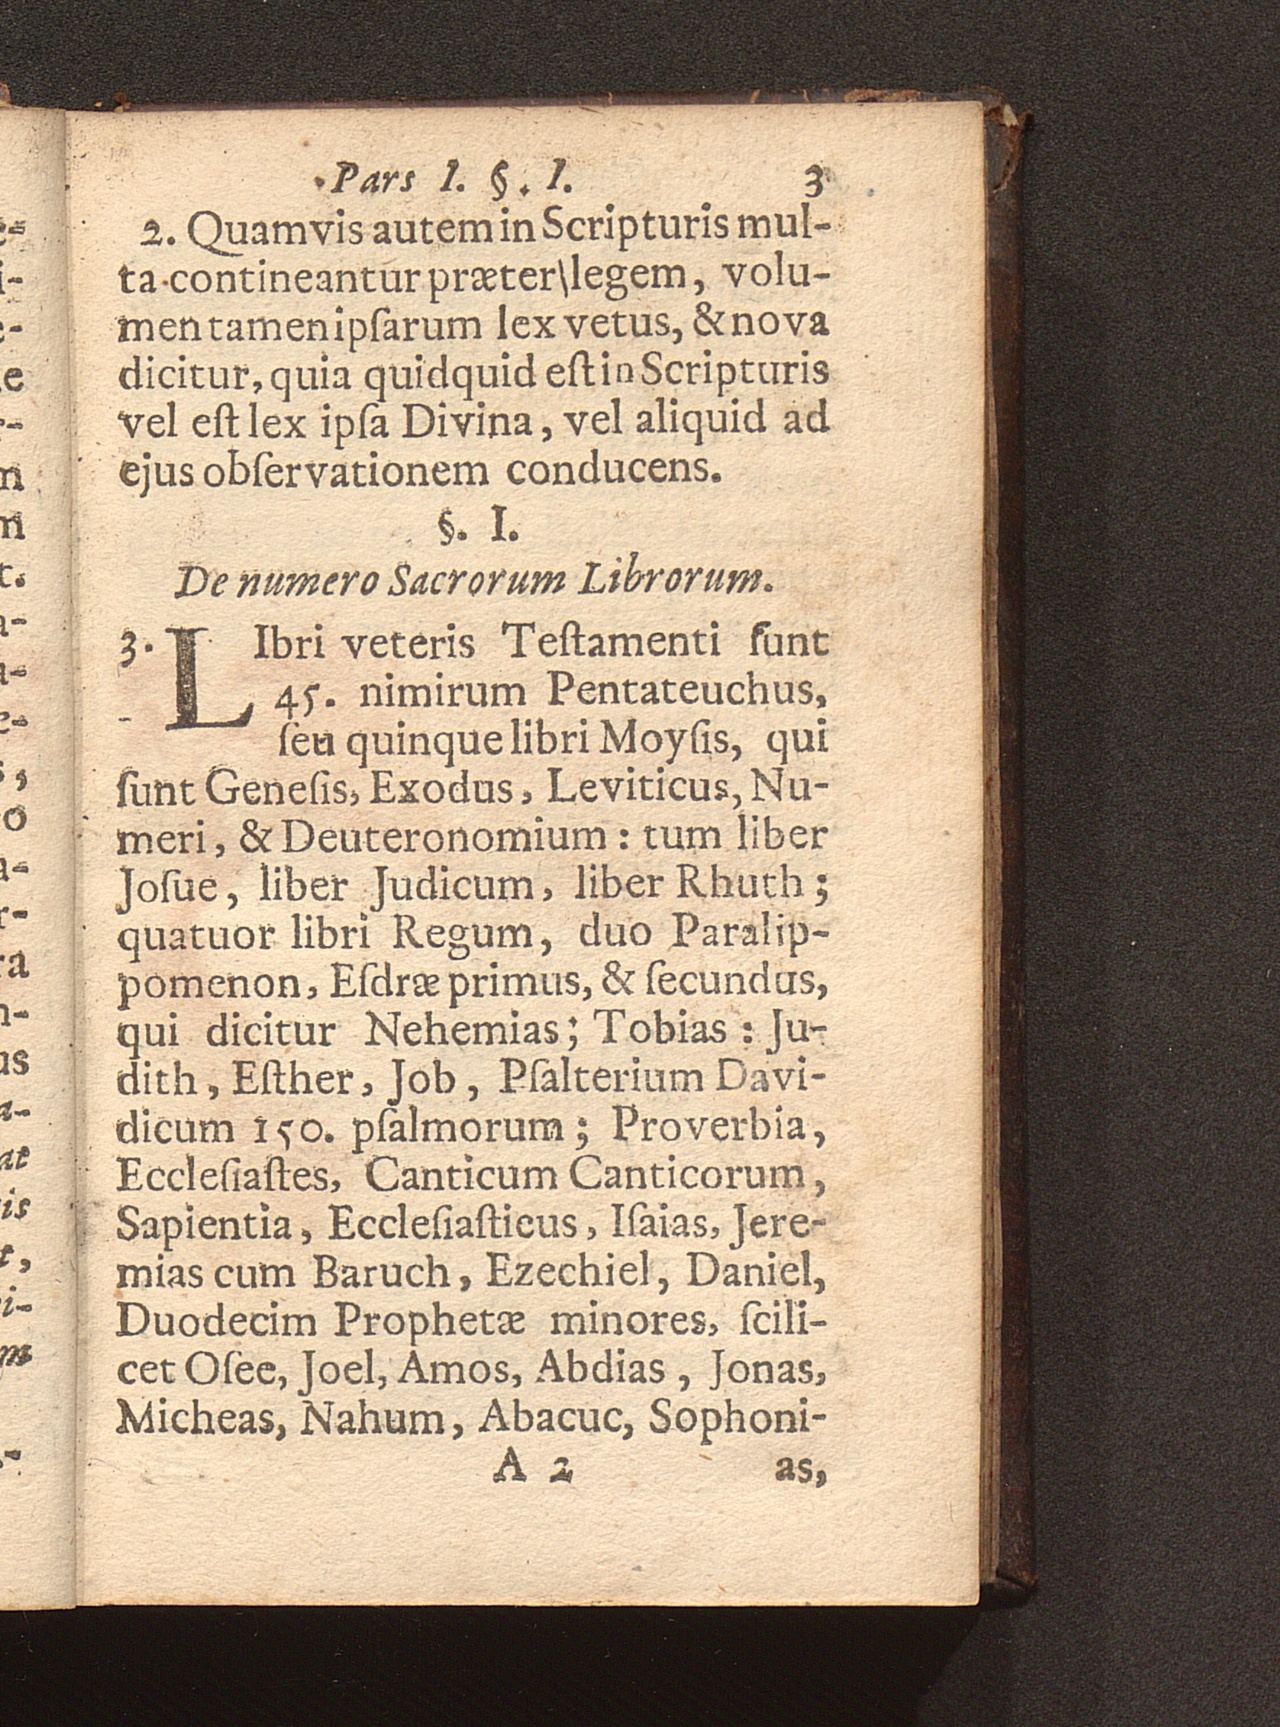 Pars I. §. I. 3
2. Quamvis autem in Scripturis mul-
ta contineantur præter legem, volu-
men tamen ipſarum lex vetus, & nova
dicitur, quia quidquid eſt in Scripturis
vel eſt lex ipſa Divina, vel aliquid ad
ejus obſervationem conducens.
§. I.
De numero Sacrorum Librorum.
3. LIbri veteris Teſtamenti ſunt
45. nimirum Pentateuchus,
ſeu quinque libri Moyſis, qui
ſunt Geneſis, Exodus, Leviticus, Nu-
meri, & Deuteronomium: tum liber
Joſue, liber Judicum, liber Rhuth;
quatuor libri Regum, duo Paralip-
pomenon, Eſdræ primus, & ſecundus,
qui dicitur Nehemias; Tobias: Ju-
dith, Eſther, Job, Pſalterium Davi-
dicum 150. pſalmorum; Proverbia,
Eccleſiaſtes, Canticum Canticorum,
Sapientia, Eccleſiaſticus, Iſaias, Jere-
mias cum Baruch, Ezechiel, Daniel,
Duodecim Prophetæ minores, ſcili-
cet Oſee, Joel, Amos, Abdias, Jonas,
Micheas, Nahum, Abacuc, Sophoni-
A 2 as,